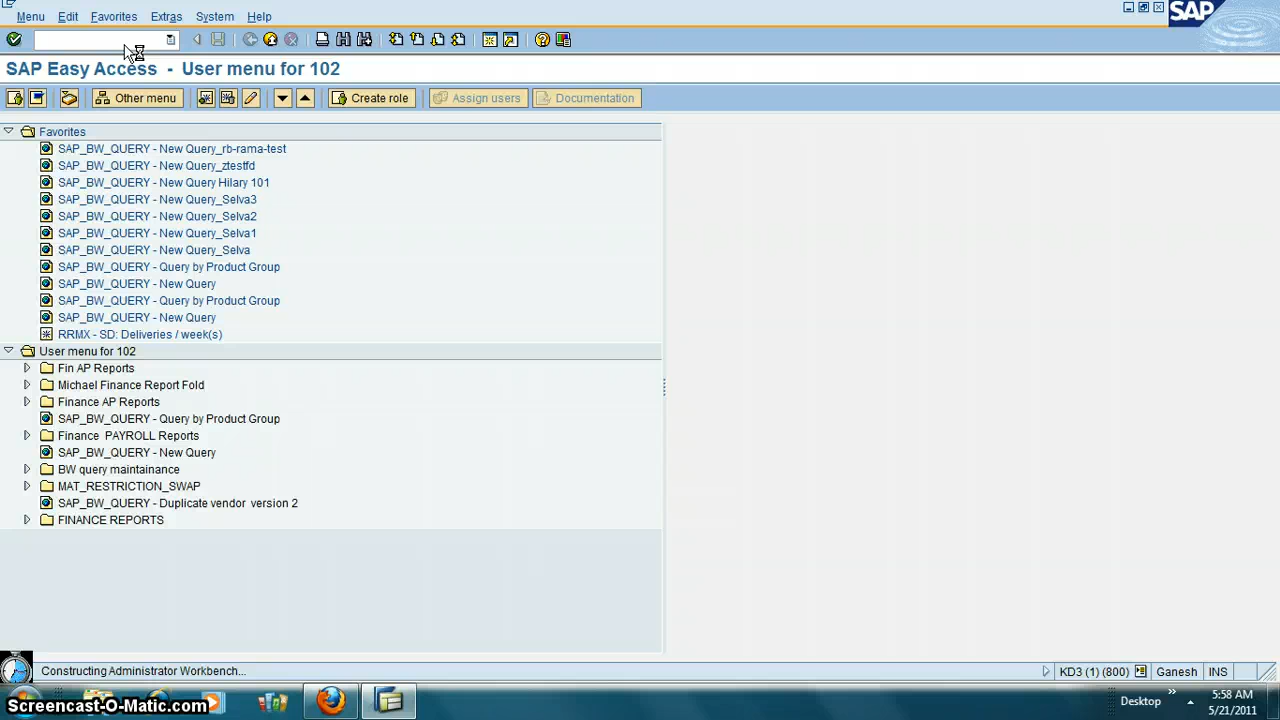 Menu Edit Favorites Extras System Help
SAP
SAP Easy Access - User menu for 102
Other menu Create role Assign users Documentation
Favorites
SAP_BW_QUERY - New Query_rb-rama-test
SAP_BW_QUERY - New Query_ztestfd
SAP_BW_QUERY - New Query Hilary 101
SAP_BW_QUERY - New Query_Selva3
SAP_BW_QUERY - New Query_Selva2
SAP_BW_QUERY - New Query_Selva1
SAP_BW_QUERY - New Query_Selva
SAP_BW_QUERY - Query by Product Group
SAP_BW_QUERY - New Query
SAP_BW_QUERY - Query by Product Group
SAP_BW_QUERY - New Query
RRMX - SD: Deliveries / week(s)
User menu for 102
Fin AP Reports
Michael Finance Report Fold
Finance AP Reports
SAP_BW_QUERY - Query by Product Group
Finance PAYROLL Reports
SAP_BW_QUERY - New Query
BW query maintainance
MAT_RESTRICTION_SWAP
SAP_BW_QUERY - Duplicate vendor version 2
FINANCE REPORTS
Constructing Administrator Workbench... KD3 (1) (800) Ganesh INS
Screencast-O-Matic.com Desktop 5:58 AM
5/21/2011